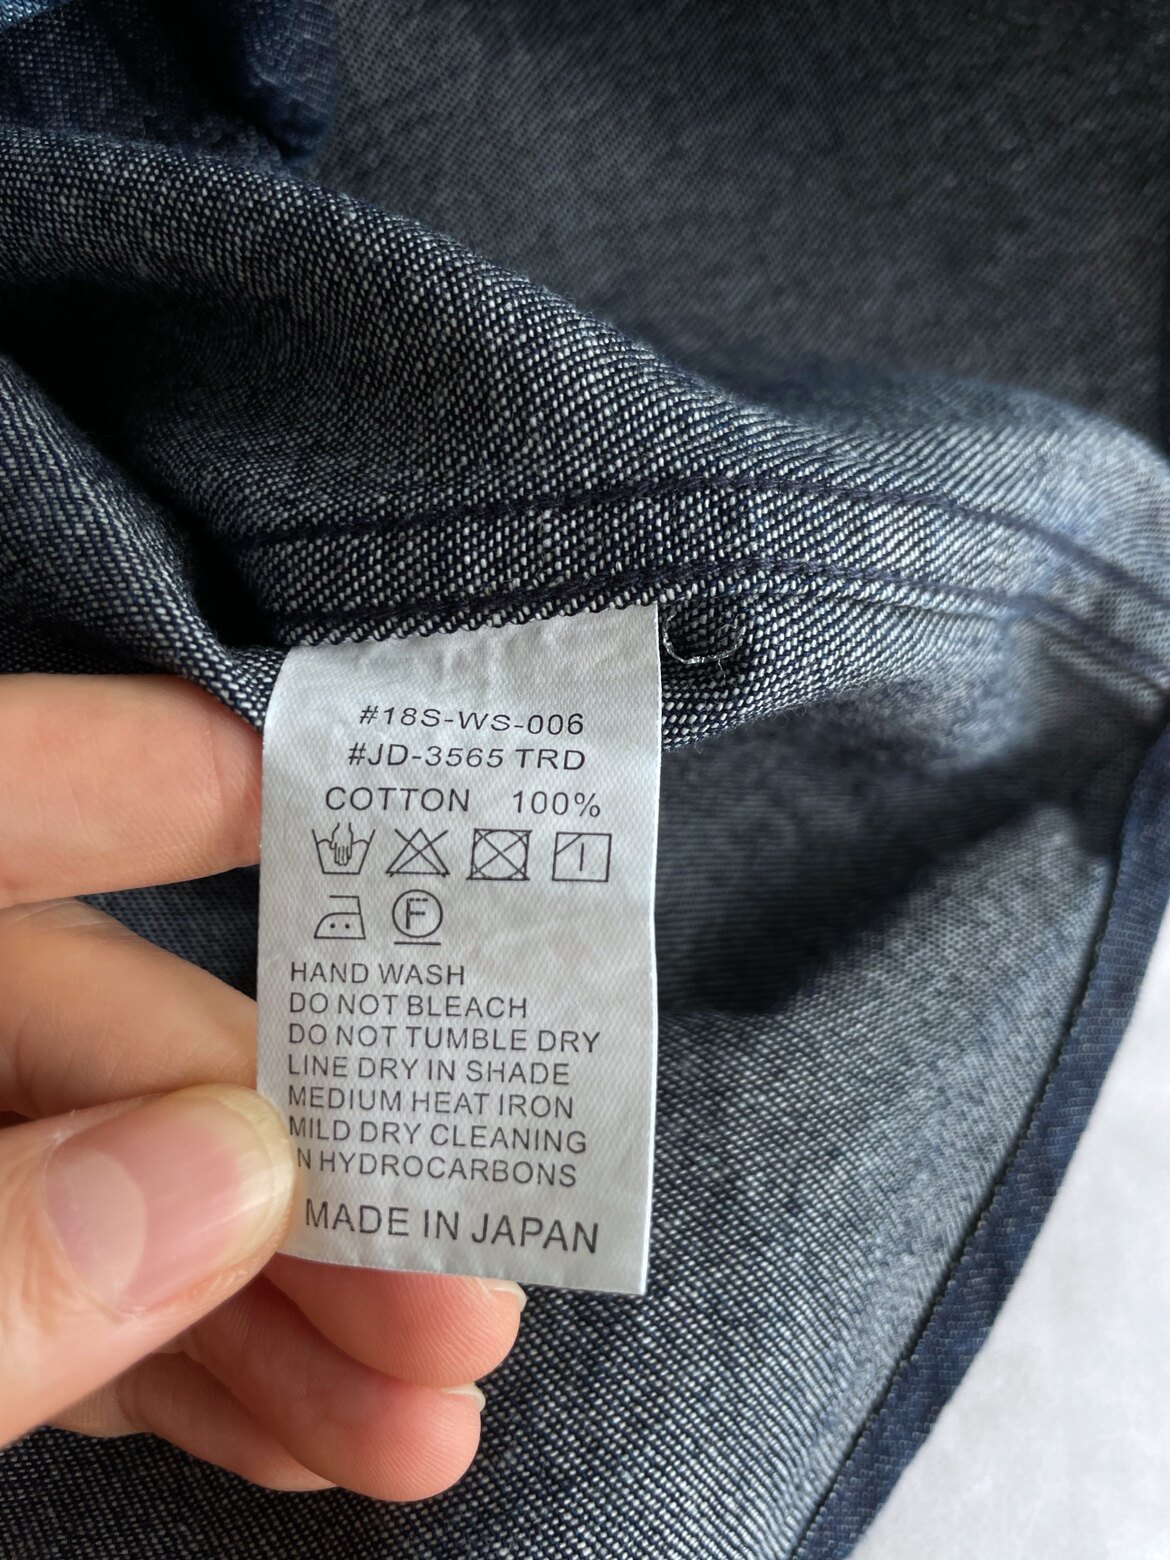 #18S-WS-006
#JD-3565 TRD
COTTON 100%
F
HAND WASH
DO NOT BLEACH
DO NOT TUMBLE DRY
LINE DRY IN SHADE
MEDIUM HEAT IRON
MILD DRY CLEANING
N HYDROCARBONS
MADE IN JAPAN